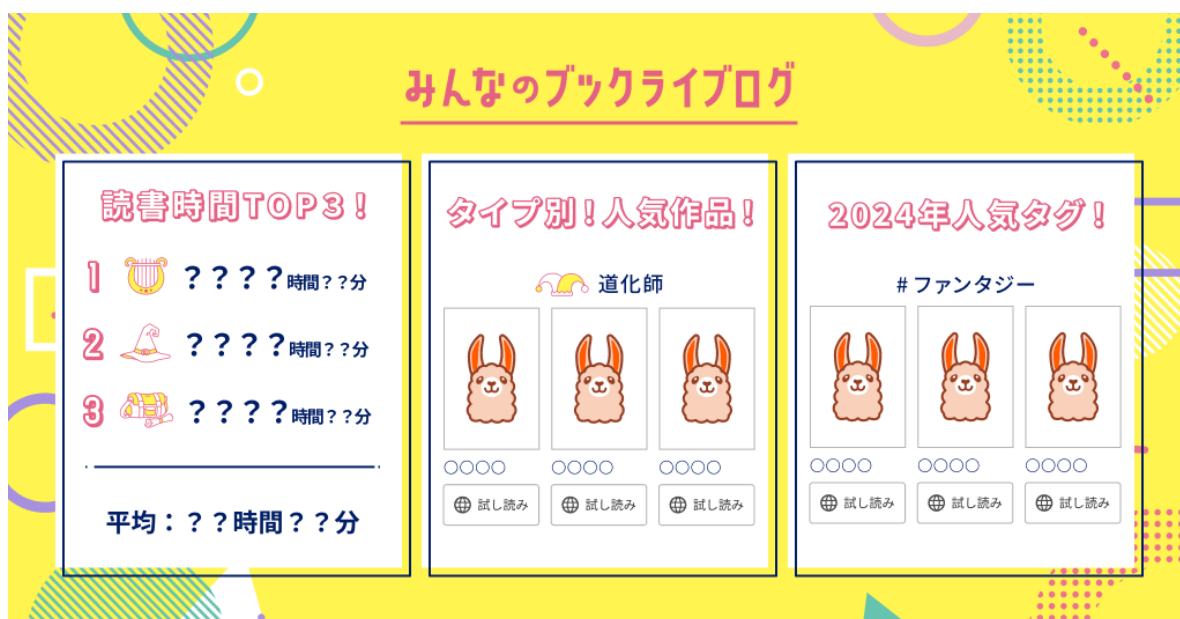 みんなのブックライブログ
読書時間TOP3!
1 ????時間??分
2 ????時間??分
3 ????時間??分
平均:??時間??分
タイプ別!人気作品!
道化師
○○○○ ○○○○ ○○○○
試し読み 試し読み 試し読み
2024年人気タグ!
#ファンタジー
○○○○ ○○○○ ○○○○
試し読み 試し読み 試し読み